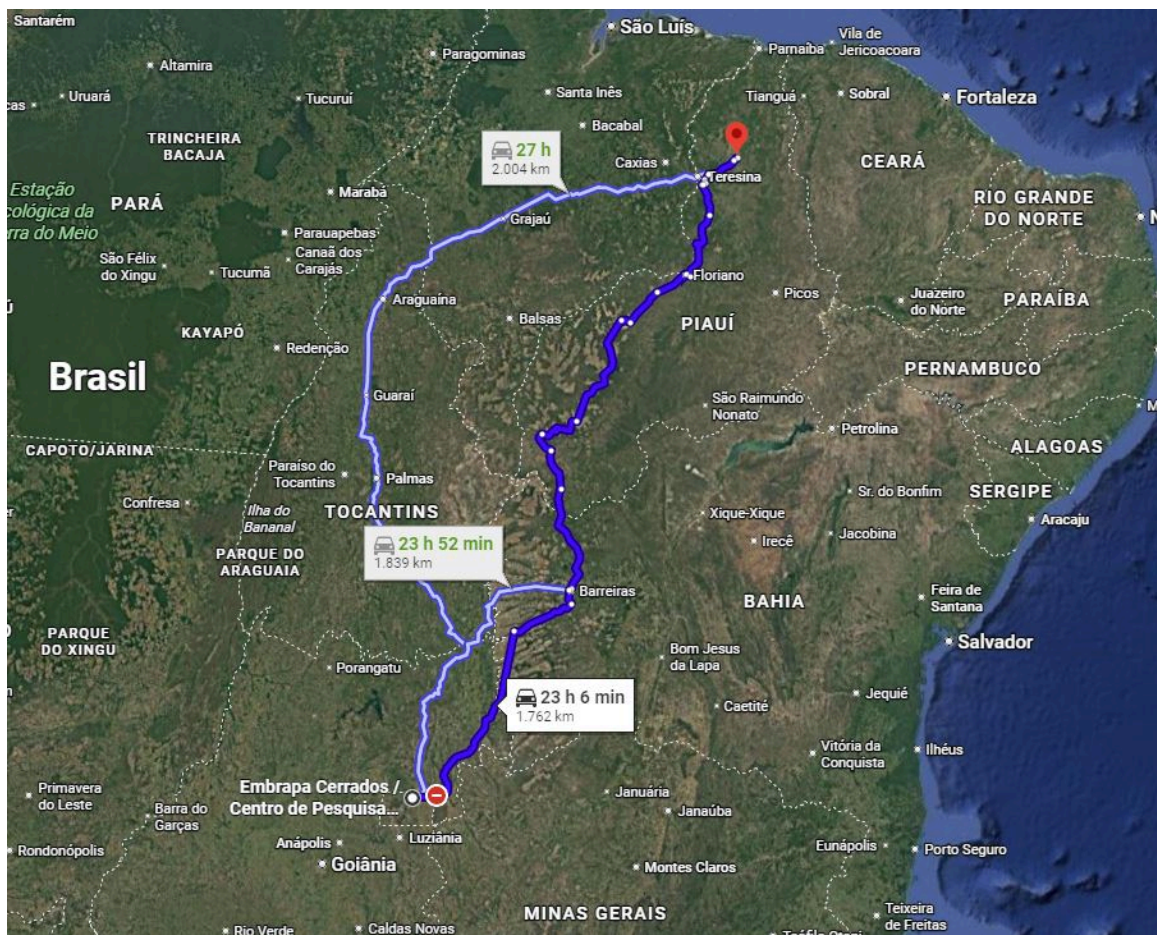 Santarém
São Luís
Paragominas
Parnaíba
Vila de
Jericoacoara
Altamira
Uruará
Tucuruí
Santa Inês
Tianguá
Sobral
Fortaleza
Bacabal
TRINCHEIRA
BACAJA
27 h
2.004 km
Caxias
Teresina
CEARÁ
Estação
cológica da
rra do Meio
PARÁ
Marabá
RIO GRANDE
DO NORTE
Parauapebas
Grajaú
São Félix
do Xingu
Canaã dos
Carajás
Tucumã
Floriano
Araguaína
Picos
Juazeiro
do Norte
PARAÍBA
KAYAPÓ
Balsas
PIAUÍ
Redenção
Brasil
PERNAMBUCO
Guaraí
São Raimundo
Nonato
Petrolina
CAPOTO/JARINA
ALAGOAS
Paraíso do
Tocantins
Palmas
Confresa
Ilha do
Bananal
TOCANTINS
Sr. do Bonfim
SERGIPE
Xique-Xique
Aracaju
Irecê
Jacobina
PARQUE DO
ARAGUAIA
23 h 52 min
1.839 km
Barreiras
BAHIA
Feira de
Santana
PARQUE
DO XINGU
Salvador
Porangatu
Bom Jesus
da Lapa
23 h 6 min
1.762 km
Jequié
Caetité
Vitória da
Conquista
Ilhéus
Embrapa Cerrados /
Centro de Pesquisa...
Primavera
do Leste
Barra do
Garças
Januária
Janaúba
Luziânia
Anápolis
Rondonópolis
Goiânia
Eunápolis
Porto Seguro
Montes Claros
MINAS GERAIS
Teixeira
de Freitas
Rio Verde
Caldas Novas